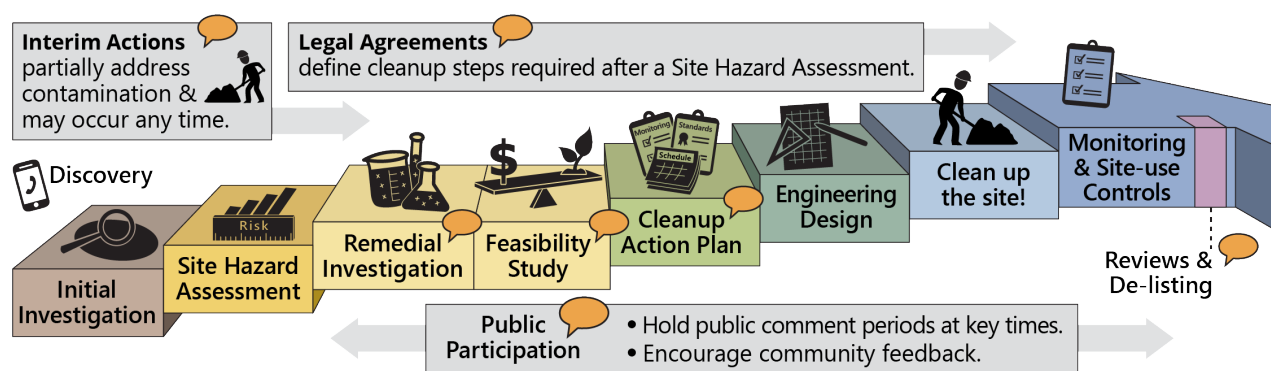 Interim Actions
partially address
contamination &
may occur any time.
Legal Agreements
define cleanup steps required after a Site Hazard Assessment.
Discovery
Initial
Investigation
Risk
Site Hazard
Assessment
Remedial
Investigation
$
Feasibility
Study
Monitoring
Standards
Schedule
Cleanup
Action Plan
Engineering
Design
Clean up
the site!
Monitoring
& Site-use
Controls
Reviews &
De-listing
Public
Participation
• Hold public comment periods at key times.
• Encourage community feedback.